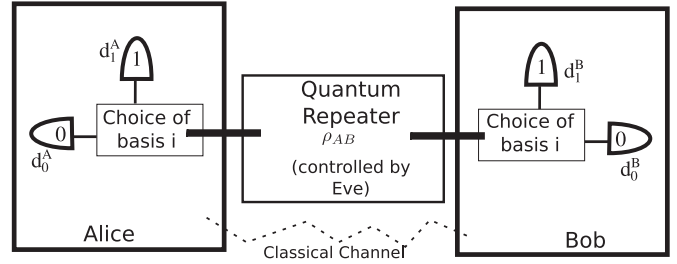 d₁ᴬ
1
0
d₀ᴬ
Choice of
basis i
Alice
Quantum
Repeater
ρ_AB
(controlled by
Eve)
Classical Channel
1
d₁ᴮ
Choice of
basis i
0
d₀ᴮ
Bob